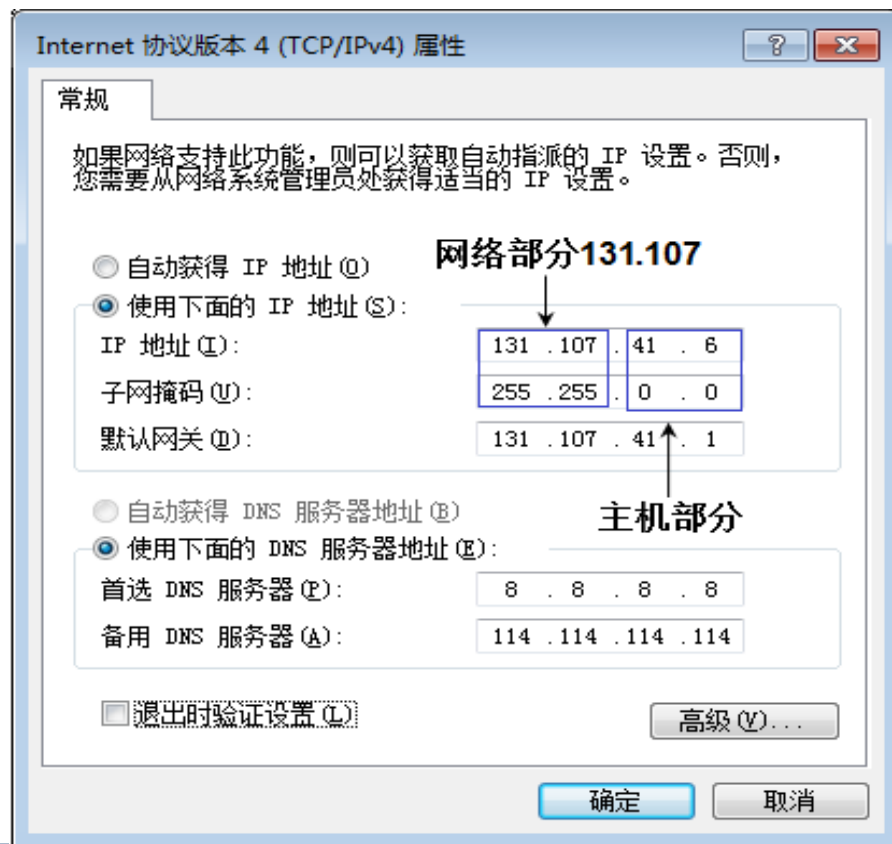 Internet 协议版本 4 (TCP/IPv4) 属性
常规
如果网络支持此功能，则可以获取自动指派的 IP 设置。否则，
您需要从网络系统管理员处获得适当的 IP 设置。
网络部分131.107
自动获得 IP 地址(O)
使用下面的 IP 地址(S):
IP 地址(I): 131 . 107 . 41 . 6
子网掩码(U): 255 . 255 . 0 . 0
默认网关(D): 131 . 107 . 41 . 1
主机部分
自动获得 DNS 服务器地址(B)
使用下面的 DNS 服务器地址(E):
首选 DNS 服务器(P): 8 . 8 . 8 . 8
备用 DNS 服务器(A): 114 . 114 . 114 . 114
退出时验证设置(L)
高级(V)...
确定 取消